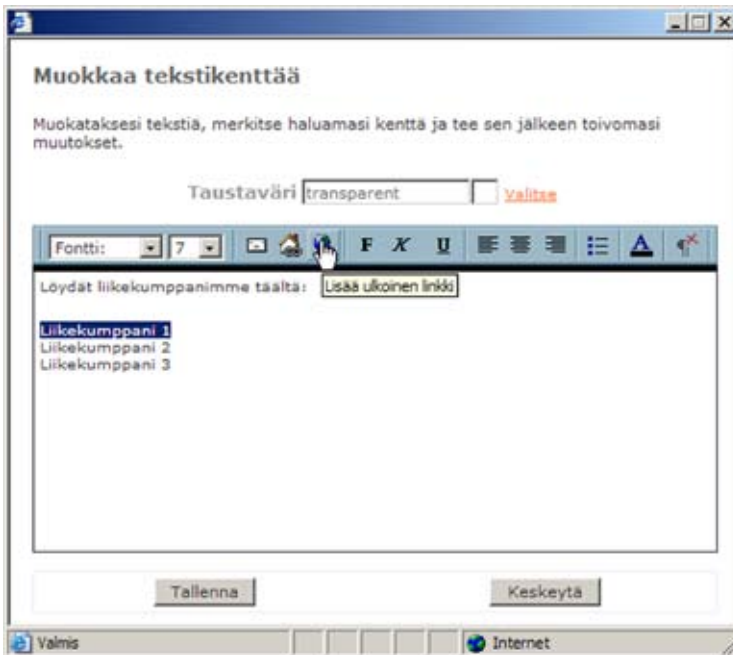 Muokkaa tekstikenttää
Muokataksesi tekstiä, merkitse haluamasi kenttä ja tee sen jälkeen toivomasi
muutokset.
Taustaväri transparent Valitse
Fontti: 7 F K U A
Löydät liikekumppanimme täältä: Lisää ulkoinen linkki
Liikekumppani 1
Liikekumppani 2
Liikekumppani 3
Tallenna Keskeytä
Valmis Internet